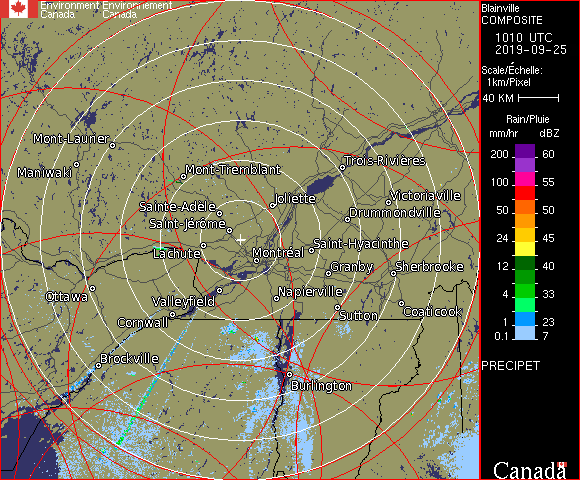 Environment Environnement
Canada Canada
Blainville
COMPOSITE
1010 UTC
2019-09-25
Scale/Échelle:
1km/Pixel
40 KM
Rain/Pluie
mm/hr dBZ
200 60
100 55
50 50
24 45
12 40
4 33
1 23
0.1 7
PRECIPET
Mont-Laurier
Maniwaki
Mont-Tremblant
Trois-Rivières
Joliette
Victoriaville
Sainte-Adèle
Drummondville
Saint-Jérôme
Saint-Hyacinthe
Lachute
Montréal
Granby
Sherbrooke
Ottawa
Valleyfield
Napierville
Cornwall
Sutton
Coaticook
Brockville
Burlington
Canada